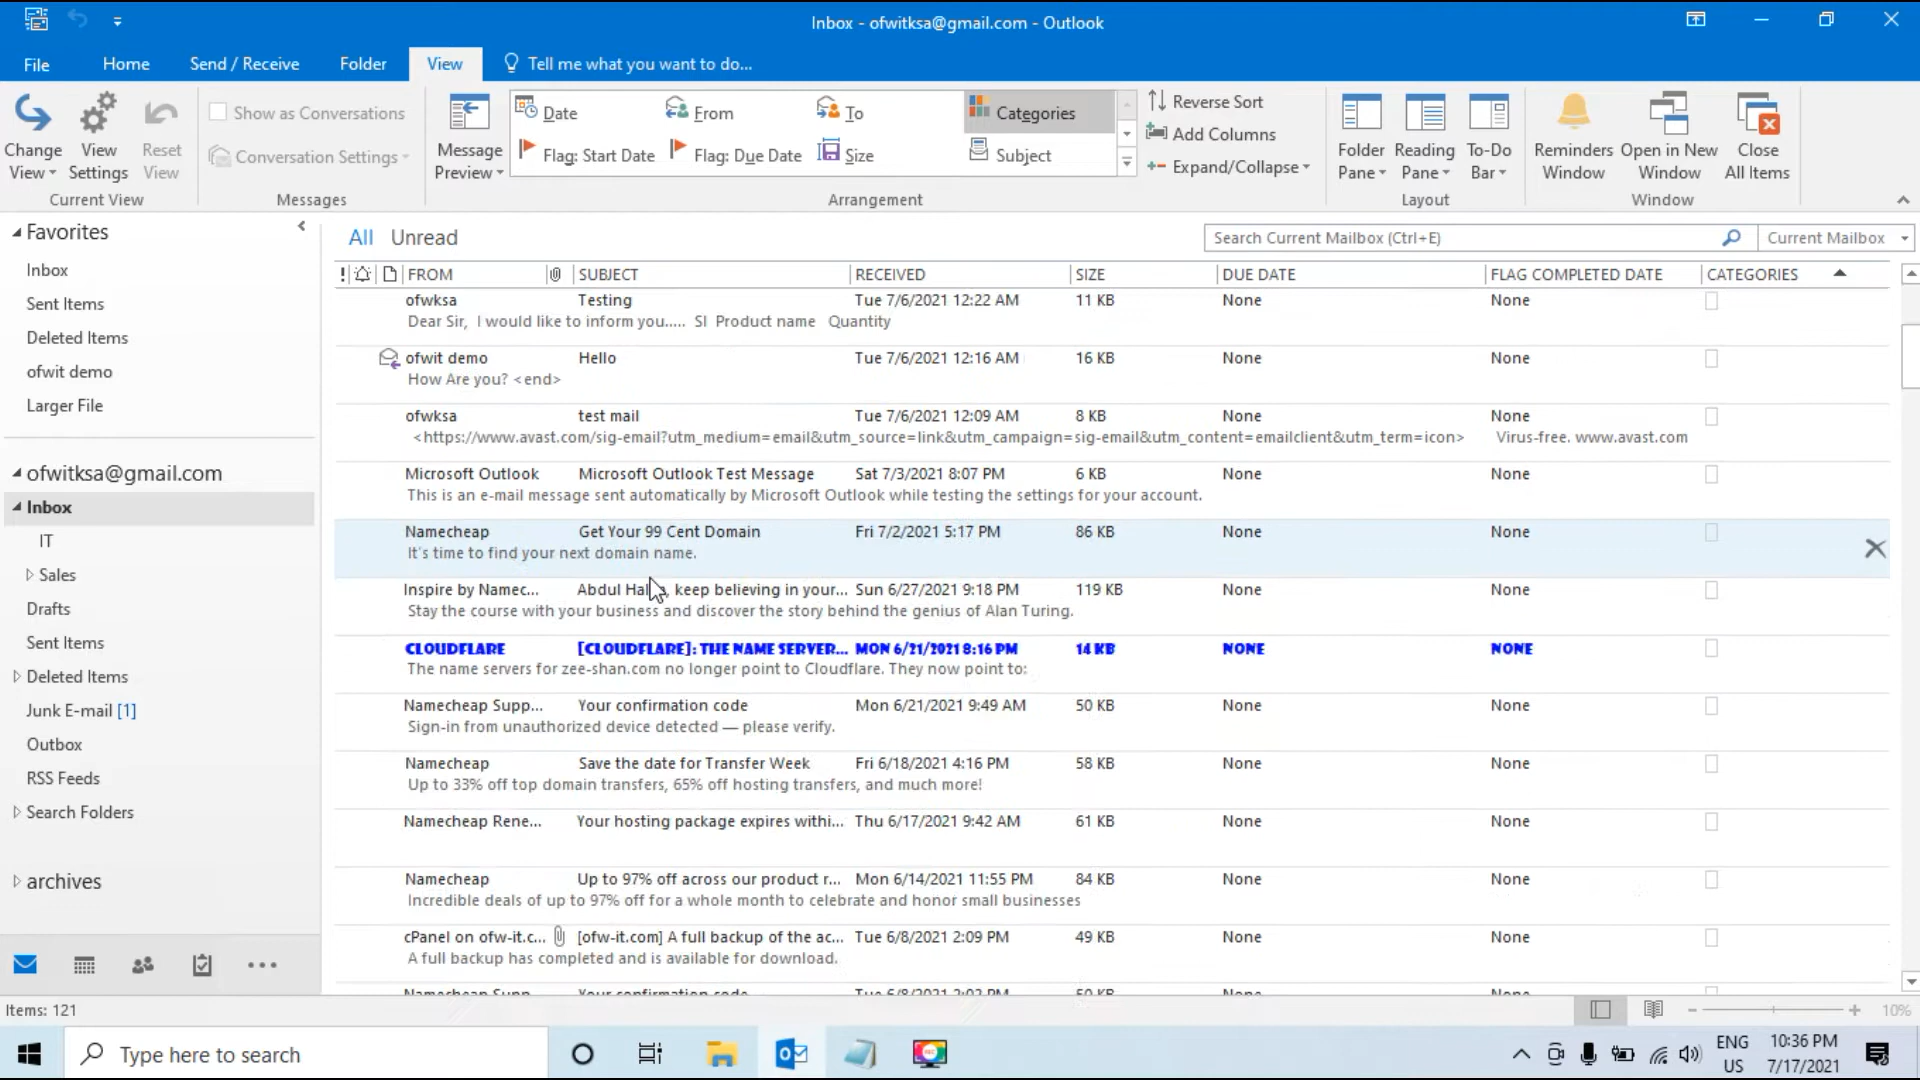 Inbox - ofwitksa@gmail.com - Outlook
File Home Send / Receive Folder View Tell me what you want to do...
Change View View Settings Reset View
Current View
Show as Conversations
Conversation Settings
Messages
Message Preview
Date From To Categories
Flag: Start Date Flag: Due Date Size Subject
Reverse Sort
Add Columns
Expand/Collapse
Arrangement
Folder Pane Reading Pane To-Do Bar
Layout
Reminders Window Open in New Window Close All Items
Window
Favorites
Inbox
Sent Items
Deleted Items
ofwit demo
Larger File
ofwitksa@gmail.com
Inbox
IT
Sales
Drafts
Sent Items
Deleted Items
Junk E-mail [1]
Outbox
RSS Feeds
Search Folders
archives
All Unread
Search Current Mailbox (Ctrl+E) Current Mailbox
! FROM SUBJECT RECEIVED SIZE DUE DATE FLAG COMPLETED DATE CATEGORIES
ofwksa Testing Tue 7/6/2021 12:22 AM 11 KB None None
Dear Sir, I would like to inform you..... SI Product name Quantity
ofwit demo Hello Tue 7/6/2021 12:16 AM 16 KB None None
How Are you? <end>
ofwksa test mail Tue 7/6/2021 12:09 AM 8 KB None None
<https://www.avast.com/sig-email?utm_medium=email&utm_source=link&utm_campaign=sig-email&utm_content=emailclient&utm_term=icon> Virus-free. www.avast.com
Microsoft Outlook Microsoft Outlook Test Message Sat 7/3/2021 8:07 PM 6 KB None None
This is an e-mail message sent automatically by Microsoft Outlook while testing the settings for your account.
Namecheap Get Your 99 Cent Domain Fri 7/2/2021 5:17 PM 86 KB None None
It's time to find your next domain name.
Inspire by Namec... Abdul , keep believing in your... Sun 6/27/2021 9:18 PM 119 KB None None
Stay the course with your business and discover the story behind the genius of Alan Turing.
CLOUDFLARE [CLOUDFLARE]: THE NAME SERVER... MON 6/21/2021 8:16 PM 14 KB NONE NONE
The name servers for zee-shan.com no longer point to Cloudflare. They now point to:
Namecheap Supp... Your confirmation code Mon 6/21/2021 9:49 AM 50 KB None None
Sign-in from unauthorized device detected — please verify.
Namecheap Save the date for Transfer Week Fri 6/18/2021 4:16 PM 58 KB None None
Up to 33% off top domain transfers, 65% off hosting transfers, and much more!
Namecheap Rene... Your hosting package expires withi... Thu 6/17/2021 9:42 AM 61 KB None None
Namecheap Up to 97% off across our product r... Mon 6/14/2021 11:55 PM 84 KB None None
Incredible deals of up to 97% off for a whole month to celebrate and honor small businesses
cPanel on ofw-it.c... [ofw-it.com] A full backup of the ac... Tue 6/8/2021 2:09 PM 49 KB None None
A full backup has completed and is available for download.
Namecheap Supp... Your confirmation code Tue 6/8/2021 2:02 PM 50 KB None None
Items: 121 10%
Type here to search
ENG US
10:36 PM
7/17/2021